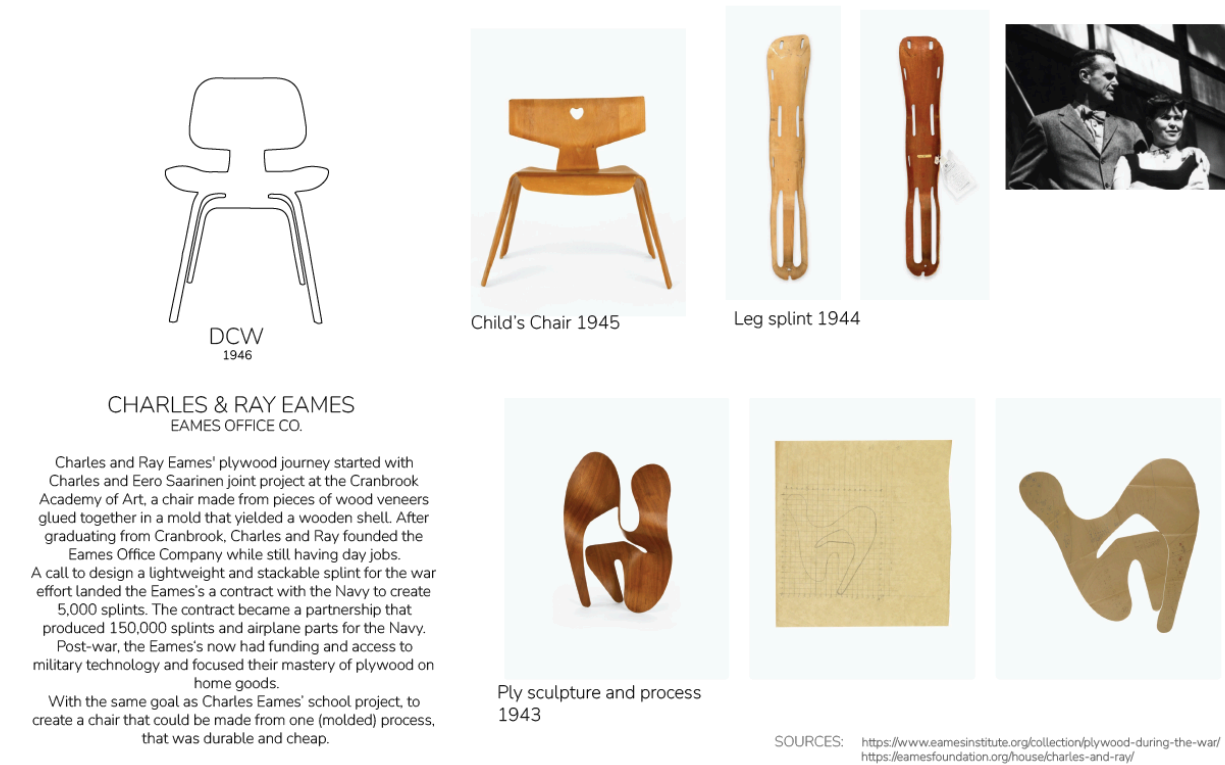 DCW
1946
CHARLES & RAY EAMES
EAMES OFFICE CO.
Charles and Ray Eames' plywood journey started with
Charles and Eero Saarinen joint project at the Cranbrook
Academy of Art, a chair made from pieces of wood veneers
glued together in a mold that yielded a wooden shell. After
graduating from Cranbrook, Charles and Ray founded the
Eames Office Company while still having day jobs.
A call to design a lightweight and stackable splint for the war
effort landed the Eames's a contract with the Navy to create
5,000 splints. The contract became a partnership that
produced 150,000 splints and airplane parts for the Navy.
Post-war, the Eames's now had funding and access to
military technology and focused their mastery of plywood on
home goods.
With the same goal as Charles Eames' school project, to
create a chair that could be made from one (molded) process,
that was durable and cheap.
Child's Chair 1945
Leg splint 1944
Ply sculpture and process
1943
SOURCES:
https://www.eamesinstitute.org/collection/plywood-during-the-war/
https://eamesfoundation.org/house/charles-and-ray/